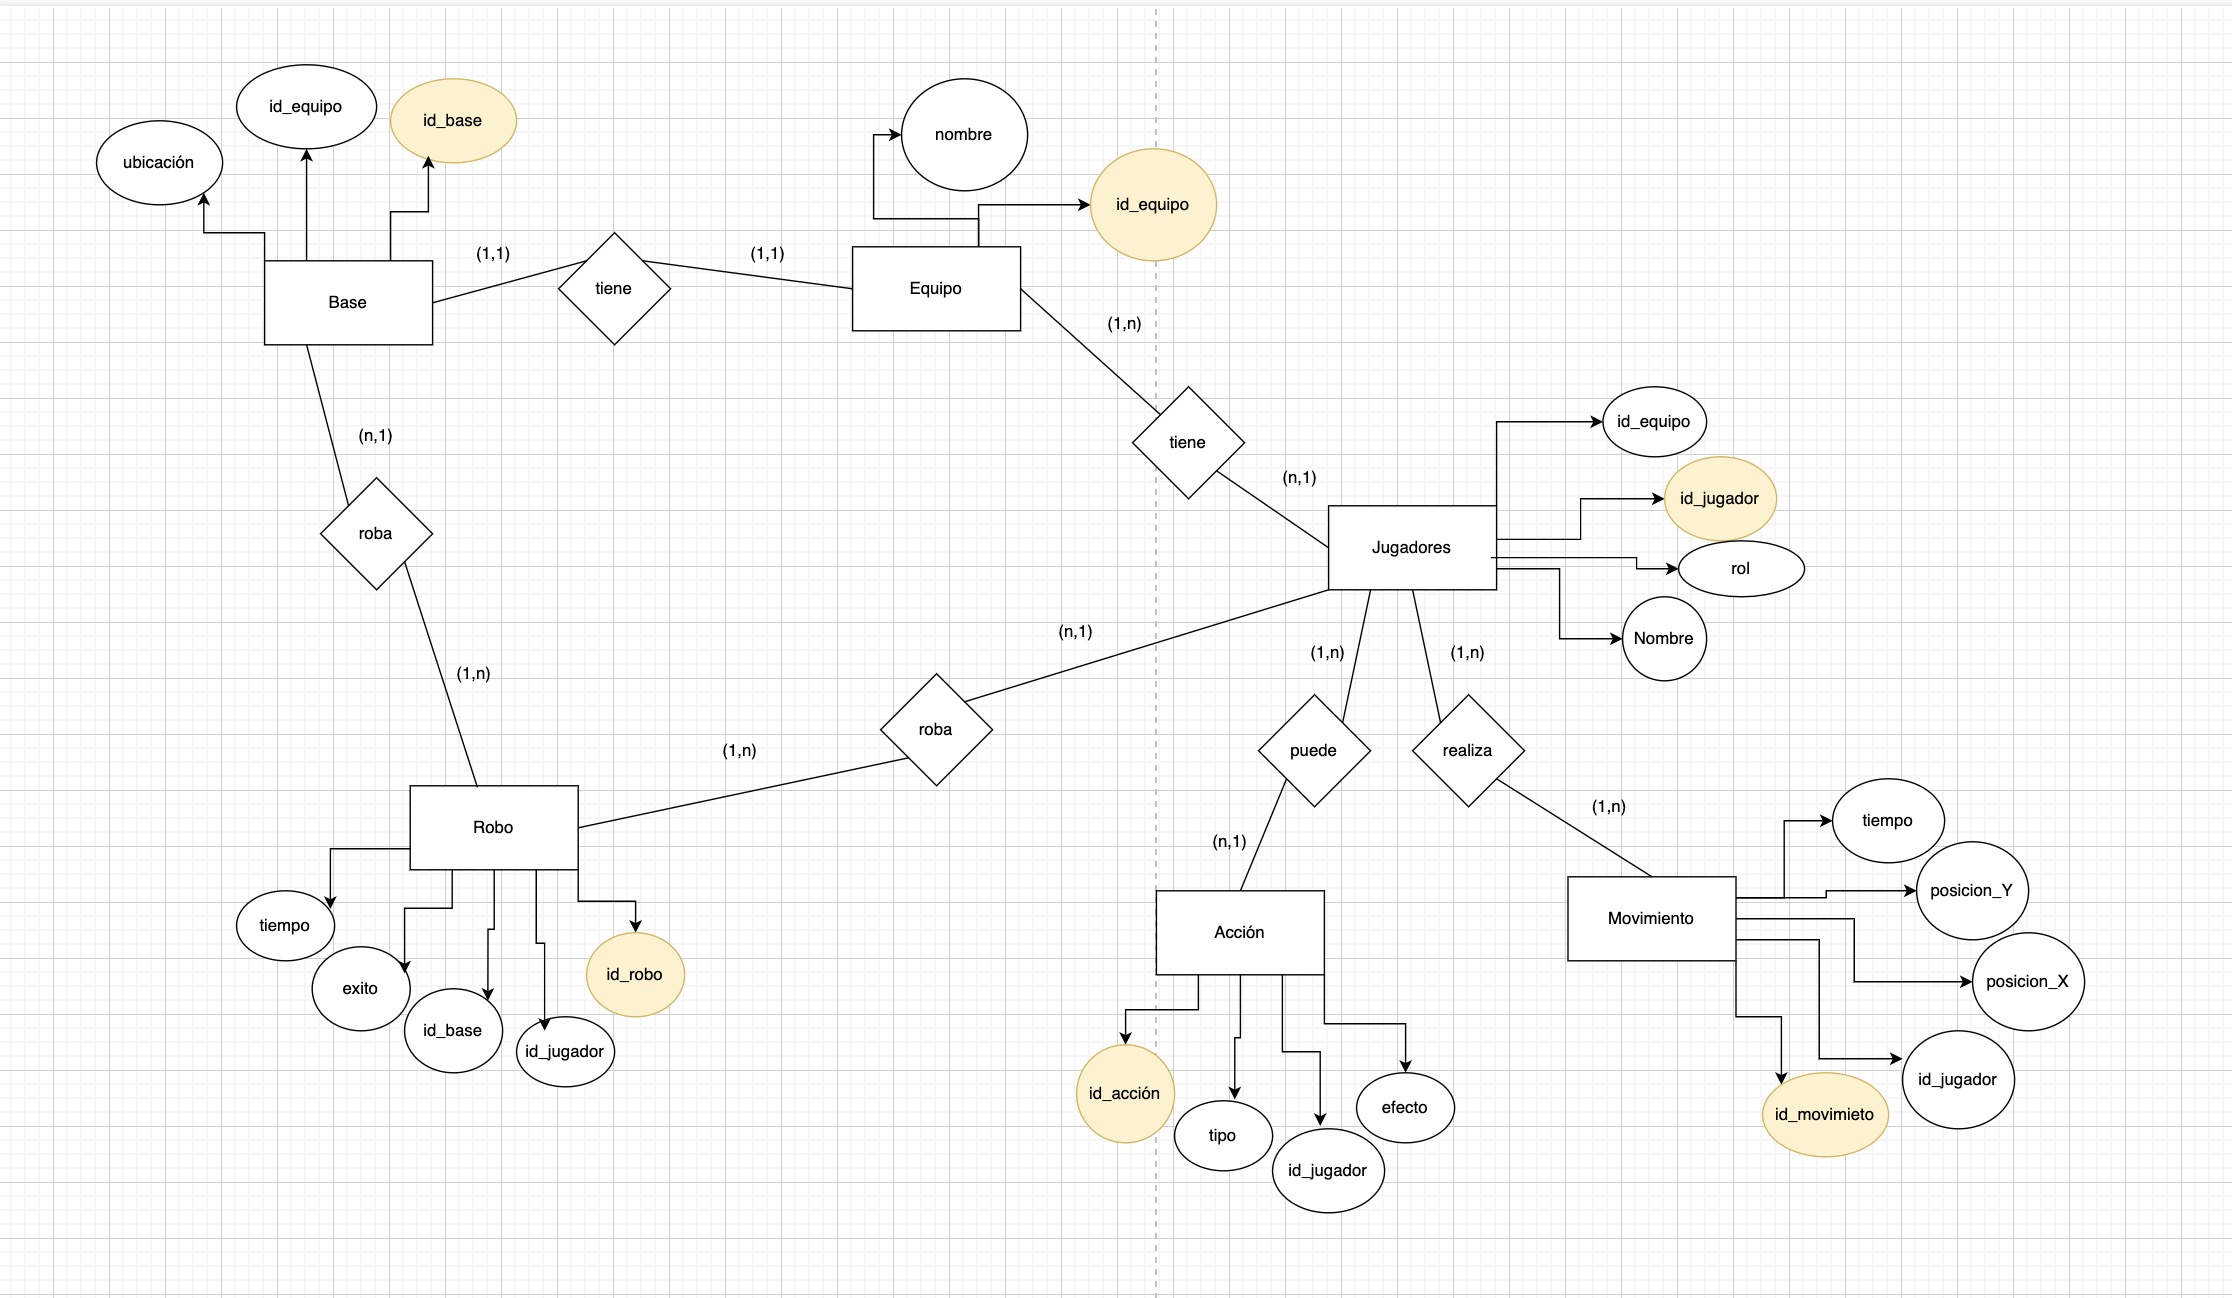 id_equipo
id_base
ubicación
nombre
id_equipo
(1,1)
(1,1)
Base
tiene
Equipo
(1,n)
(n,1)
tiene
(n,1)
id_equipo
id_jugador
roba
Jugadores
rol
(n,1)
(1,n)
(1,n)
Nombre
(1,n)
(1,n)
roba
puede
realiza
(1,n)
Robo
(n,1)
tiempo
posicion_Y
tiempo
exito
id_base
id_jugador
id_robo
Acción
Movimiento
posicion_X
id_jugador
id_movimieto
id_acción
tipo
id_jugador
efecto